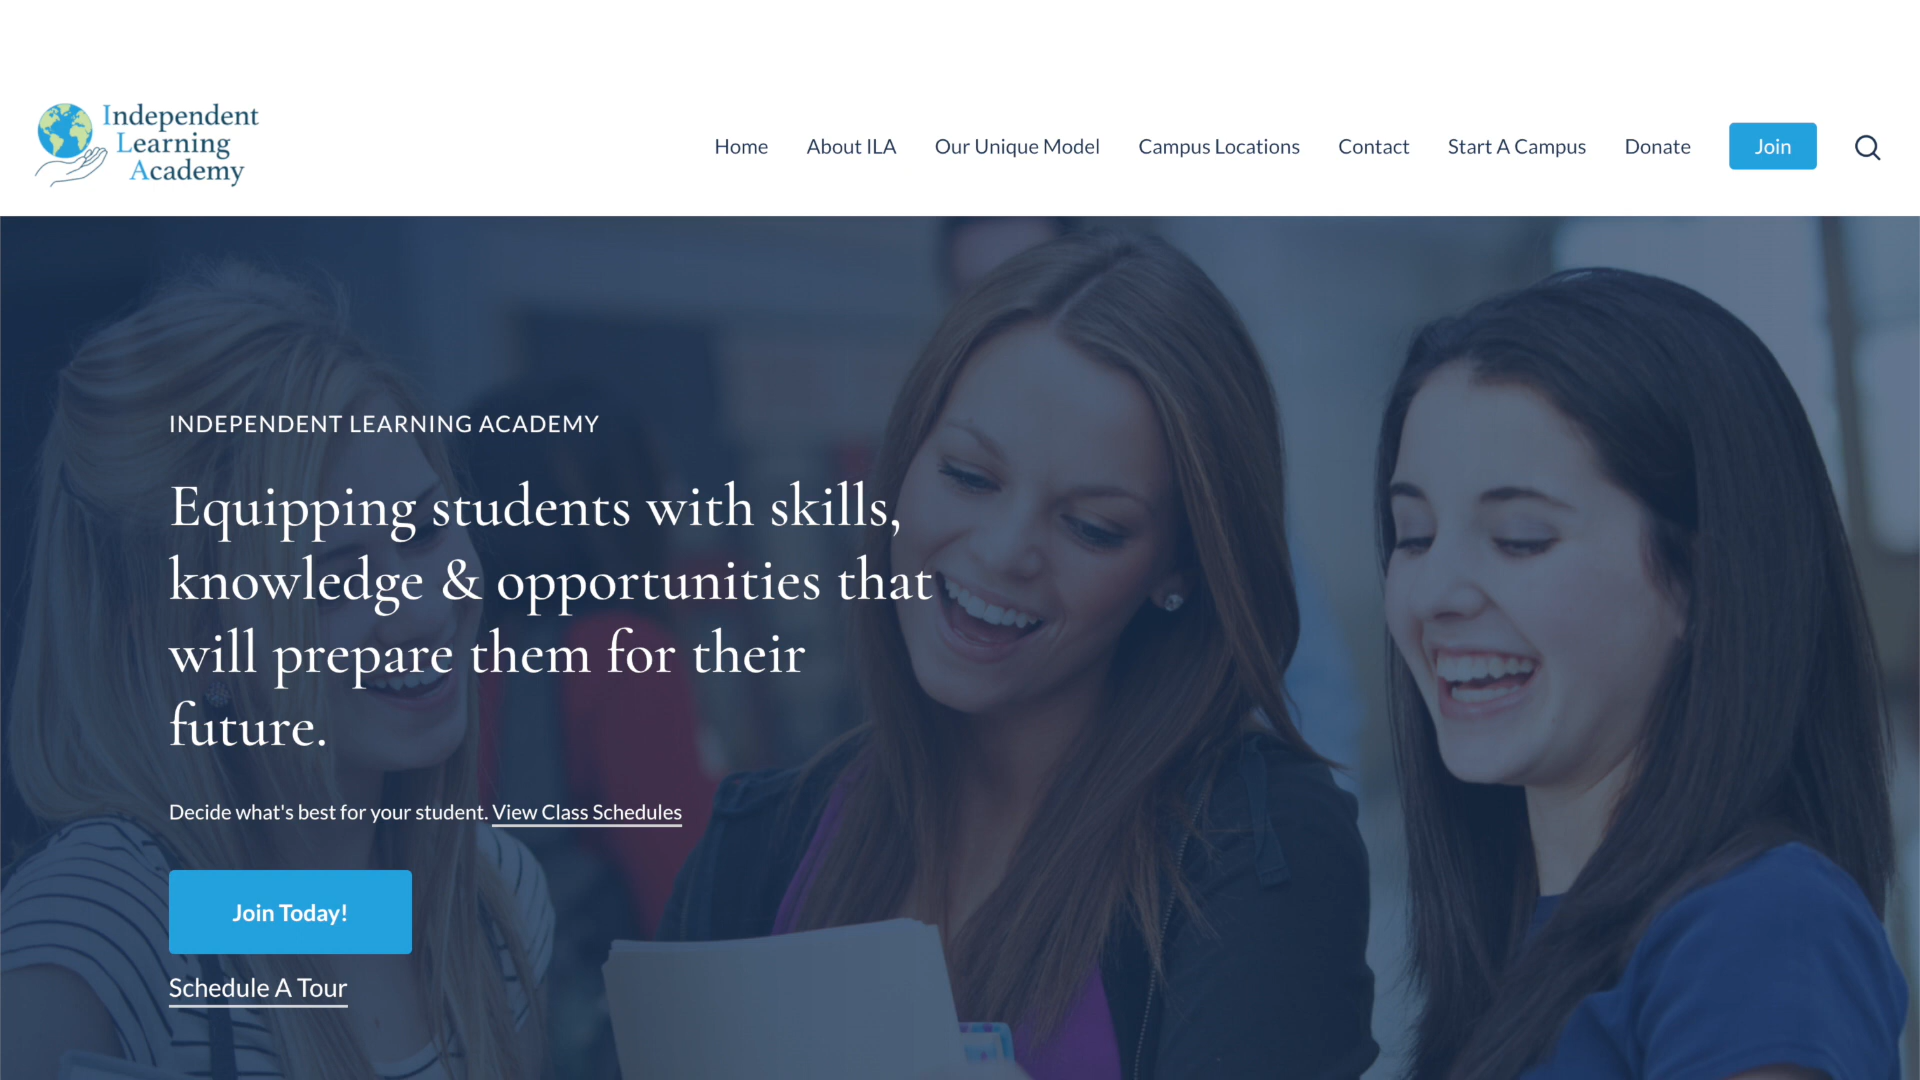 Independent
Learning
Academy
Home
About ILA
Our Unique Model
Campus Locations
Contact
Start A Campus
Donate
Join
INDEPENDENT LEARNING ACADEMY
Equipping students with skills,
knowledge & opportunities that
will prepare them for their
future.
Decide what's best for your student. View Class Schedules
Join Today!
Schedule A Tour